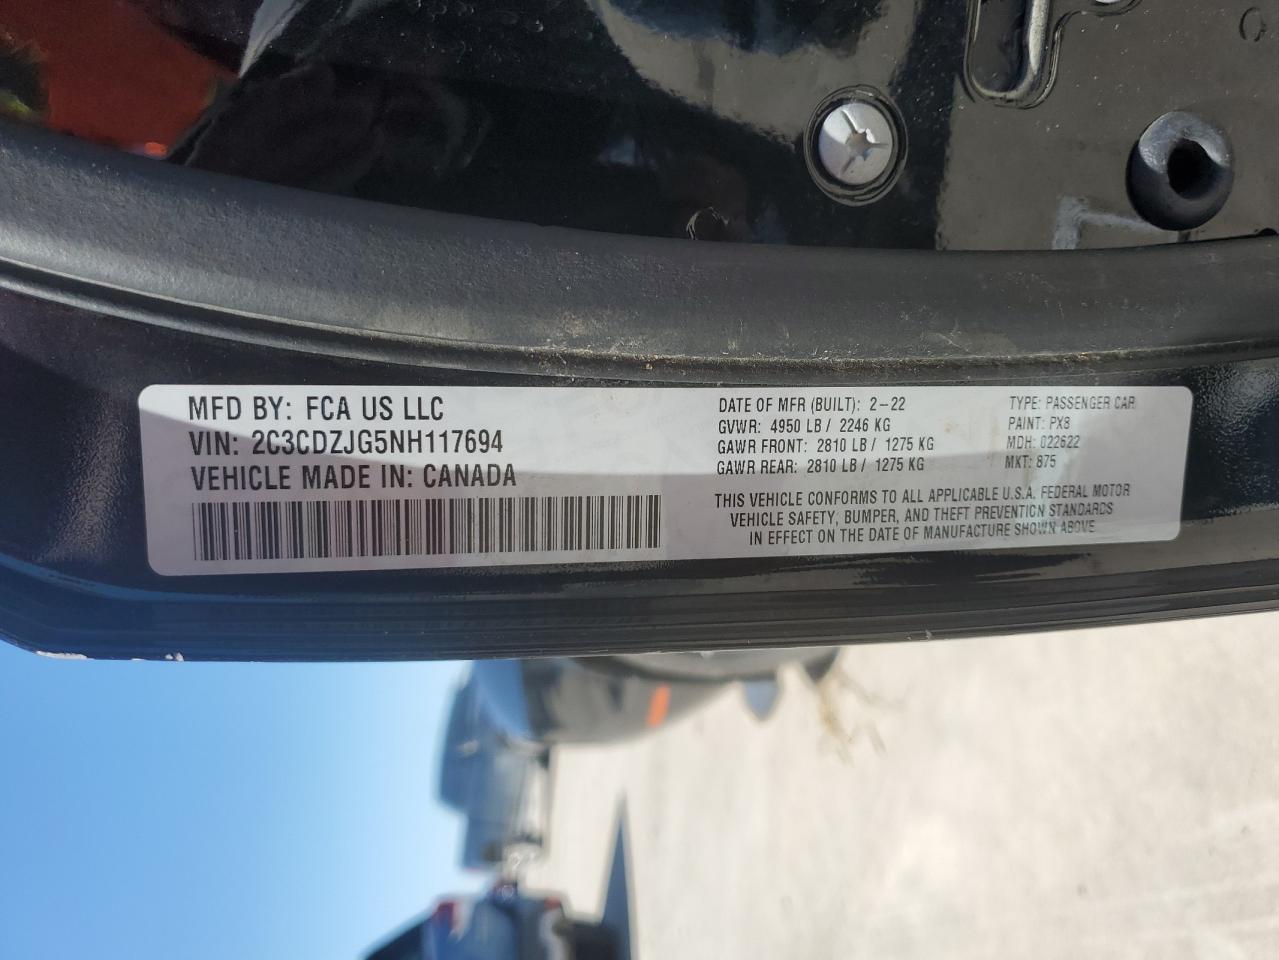 MFD BY: FCA US LLC
VIN: 2C3CDZJG5NH117694
VEHICLE MADE IN: CANADA
DATE OF MFR (BUILT): 2-22
GVWR: 4950 LB / 2246 KG
GAWR FRONT: 2810 LB / 1275 KG
GAWR REAR: 2810 LB / 1275 KG
TYPE: PASSENGER CAR
PAINT: PX8
MDH: 022622
MKT: 875
THIS VEHICLE CONFORMS TO ALL APPLICABLE U.S.A. FEDERAL MOTOR
VEHICLE SAFETY, BUMPER, AND THEFT PREVENTION STANDARDS
IN EFFECT ON THE DATE OF MANUFACTURE SHOWN ABOVE